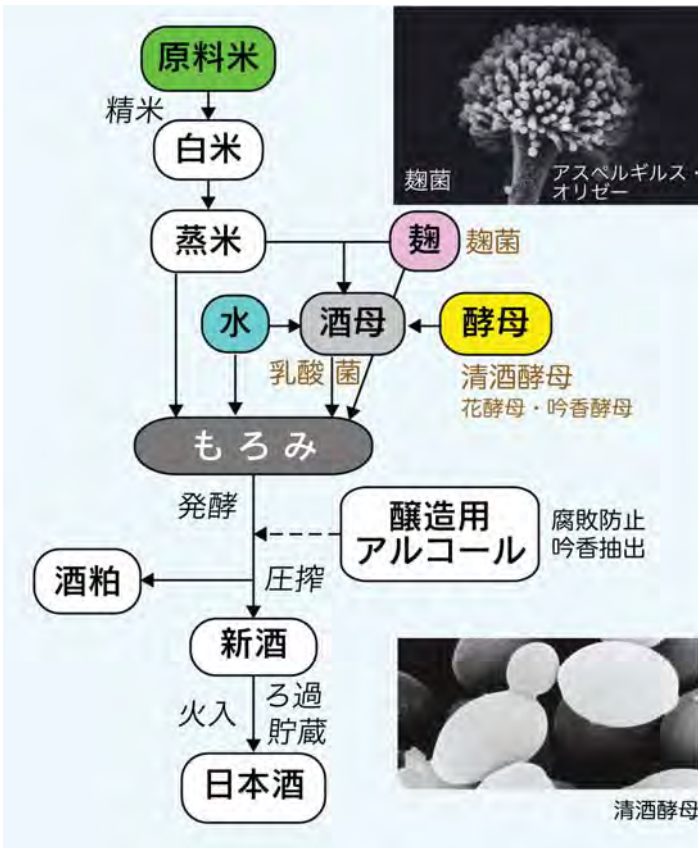 原料米
精米
白米
麹菌
アスペルギルス・
オリゼー
蒸米
麹
麹菌
水
酒母
酵母
乳酸菌
清酒酵母
花酵母・吟香酵母
もろみ
発酵
醸造用
アルコール
腐敗防止
吟香抽出
酒粕
圧搾
新酒
火入
ろ過
貯蔵
日本酒
清酒酵母